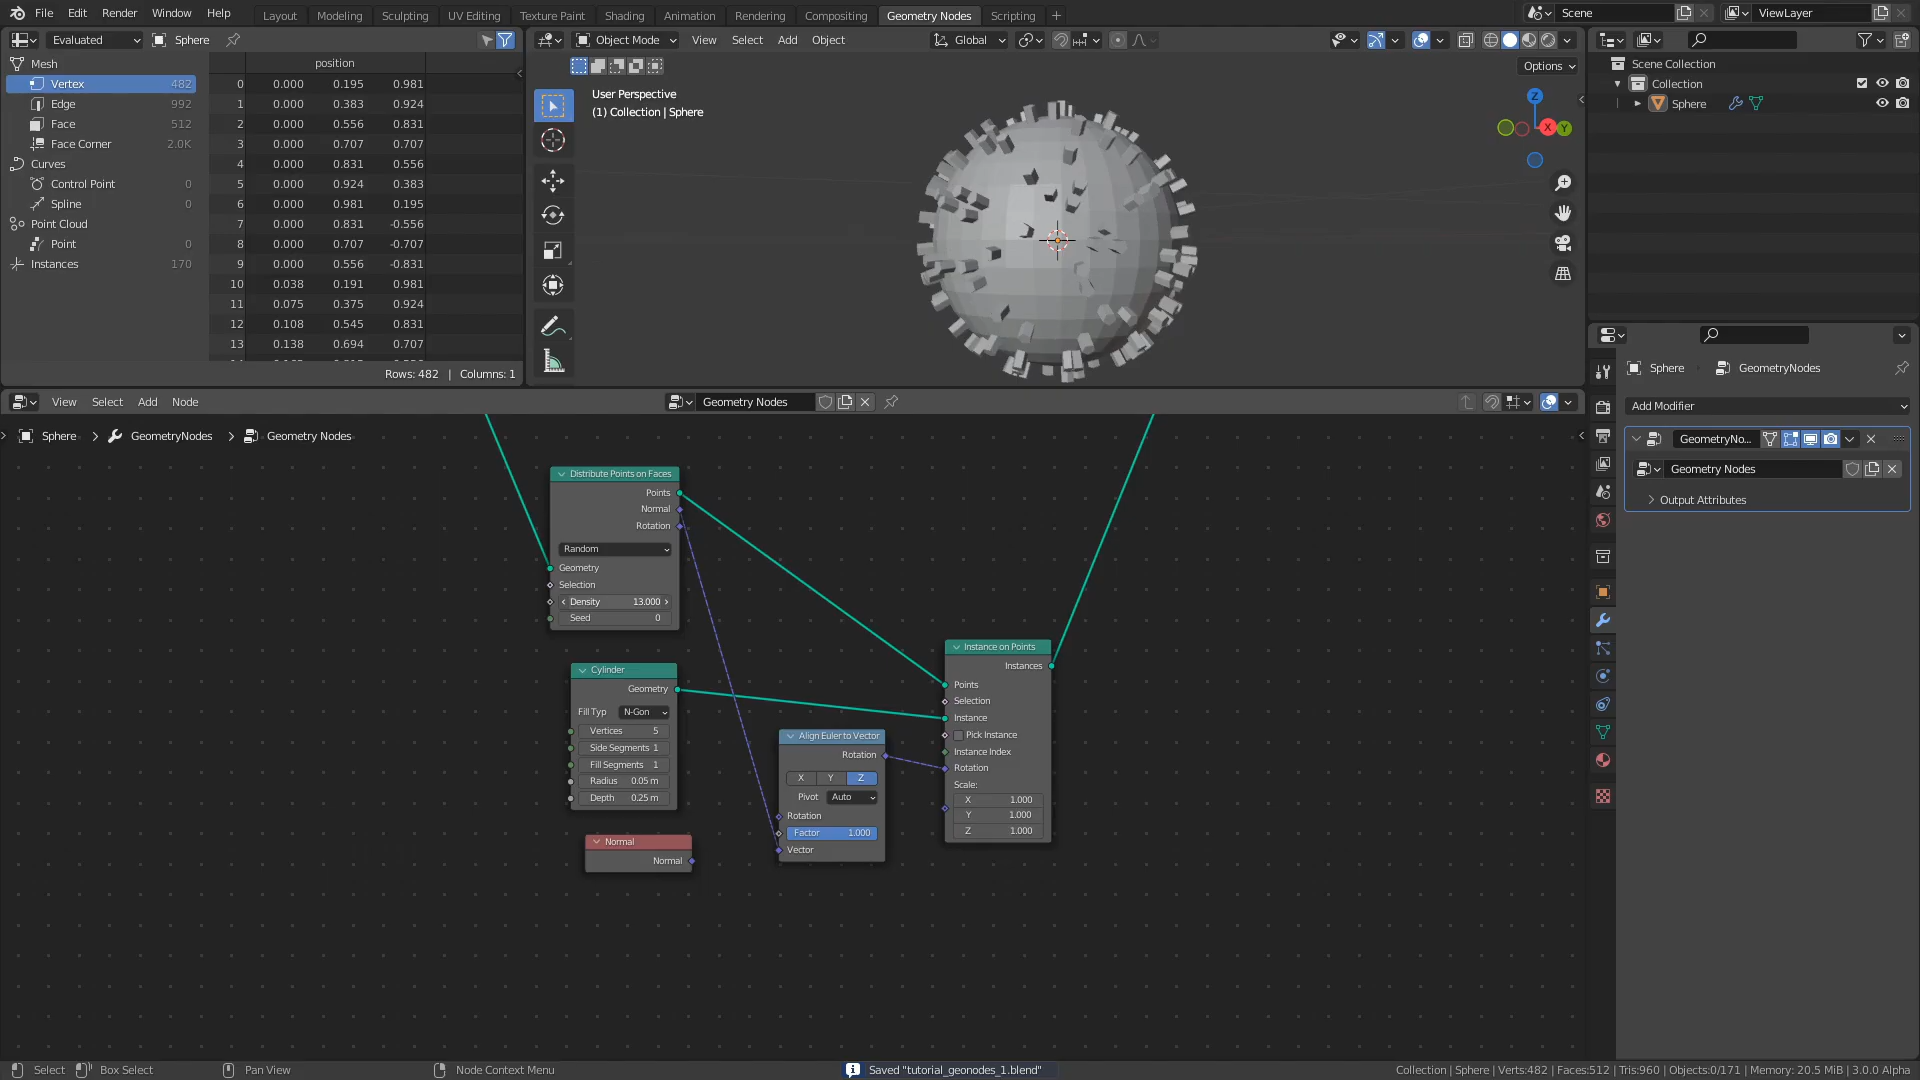 File Edit Render Window Help Layout Modeling Sculpting UV Editing Texture Paint Shading Animation Rendering Compositing Geometry Nodes Scripting Scene ViewLayer
Evaluated Sphere
Object Mode View Select Add Object Global
Options
Mesh
Vertex 482
Edge 992
Face 512
Face Corner 2.0K
Curves
Control Point 0
Spline 0
Point Cloud
Point 0
Instances 170
position
0 0.000 0.195 0.981
1 0.000 0.383 0.924
2 0.000 0.556 0.831
3 0.000 0.707 0.707
4 0.000 0.831 0.556
5 0.000 0.924 0.383
6 0.000 0.981 0.195
7 0.000 0.831 -0.556
8 0.000 0.707 -0.707
9 0.000 0.556 -0.831
10 0.038 0.191 0.981
11 0.075 0.375 0.924
12 0.108 0.545 0.831
13 0.138 0.694 0.707
Rows: 482 | Columns: 1
User Perspective
(1) Collection | Sphere
Z
X
Y
Scene Collection
Collection
Sphere
Sphere GeometryNodes
Add Modifier
GeometryNo...
Geometry Nodes
Output Attributes
View Select Add Node Geometry Nodes
Sphere GeometryNodes Geometry Nodes
Distribute Points on Faces
Points
Normal
Rotation
Random
Geometry
Selection
Density 13.000
Seed 0
Cylinder
Geometry
Fill Typ N-Gon
Vertices 5
Side Segments 1
Fill Segments 1
Radius 0.05 m
Depth 0.25 m
Normal
Normal
Align Euler to Vector
Rotation
X Y Z
Pivot Auto
Rotation
Factor 1.000
Vector
Instance on Points
Instances
Points
Selection
Instance
Pick Instance
Instance Index
Rotation
Scale:
X 1.000
Y 1.000
Z 1.000
Select Box Select Pan View Node Context Menu Saved "tutorial_geonodes_1.blend" Collection | Sphere | Verts:482 | Faces:512 | Tris:960 | Objects:0/171 | Memory: 20.5 MiB | 3.0.0 Alpha